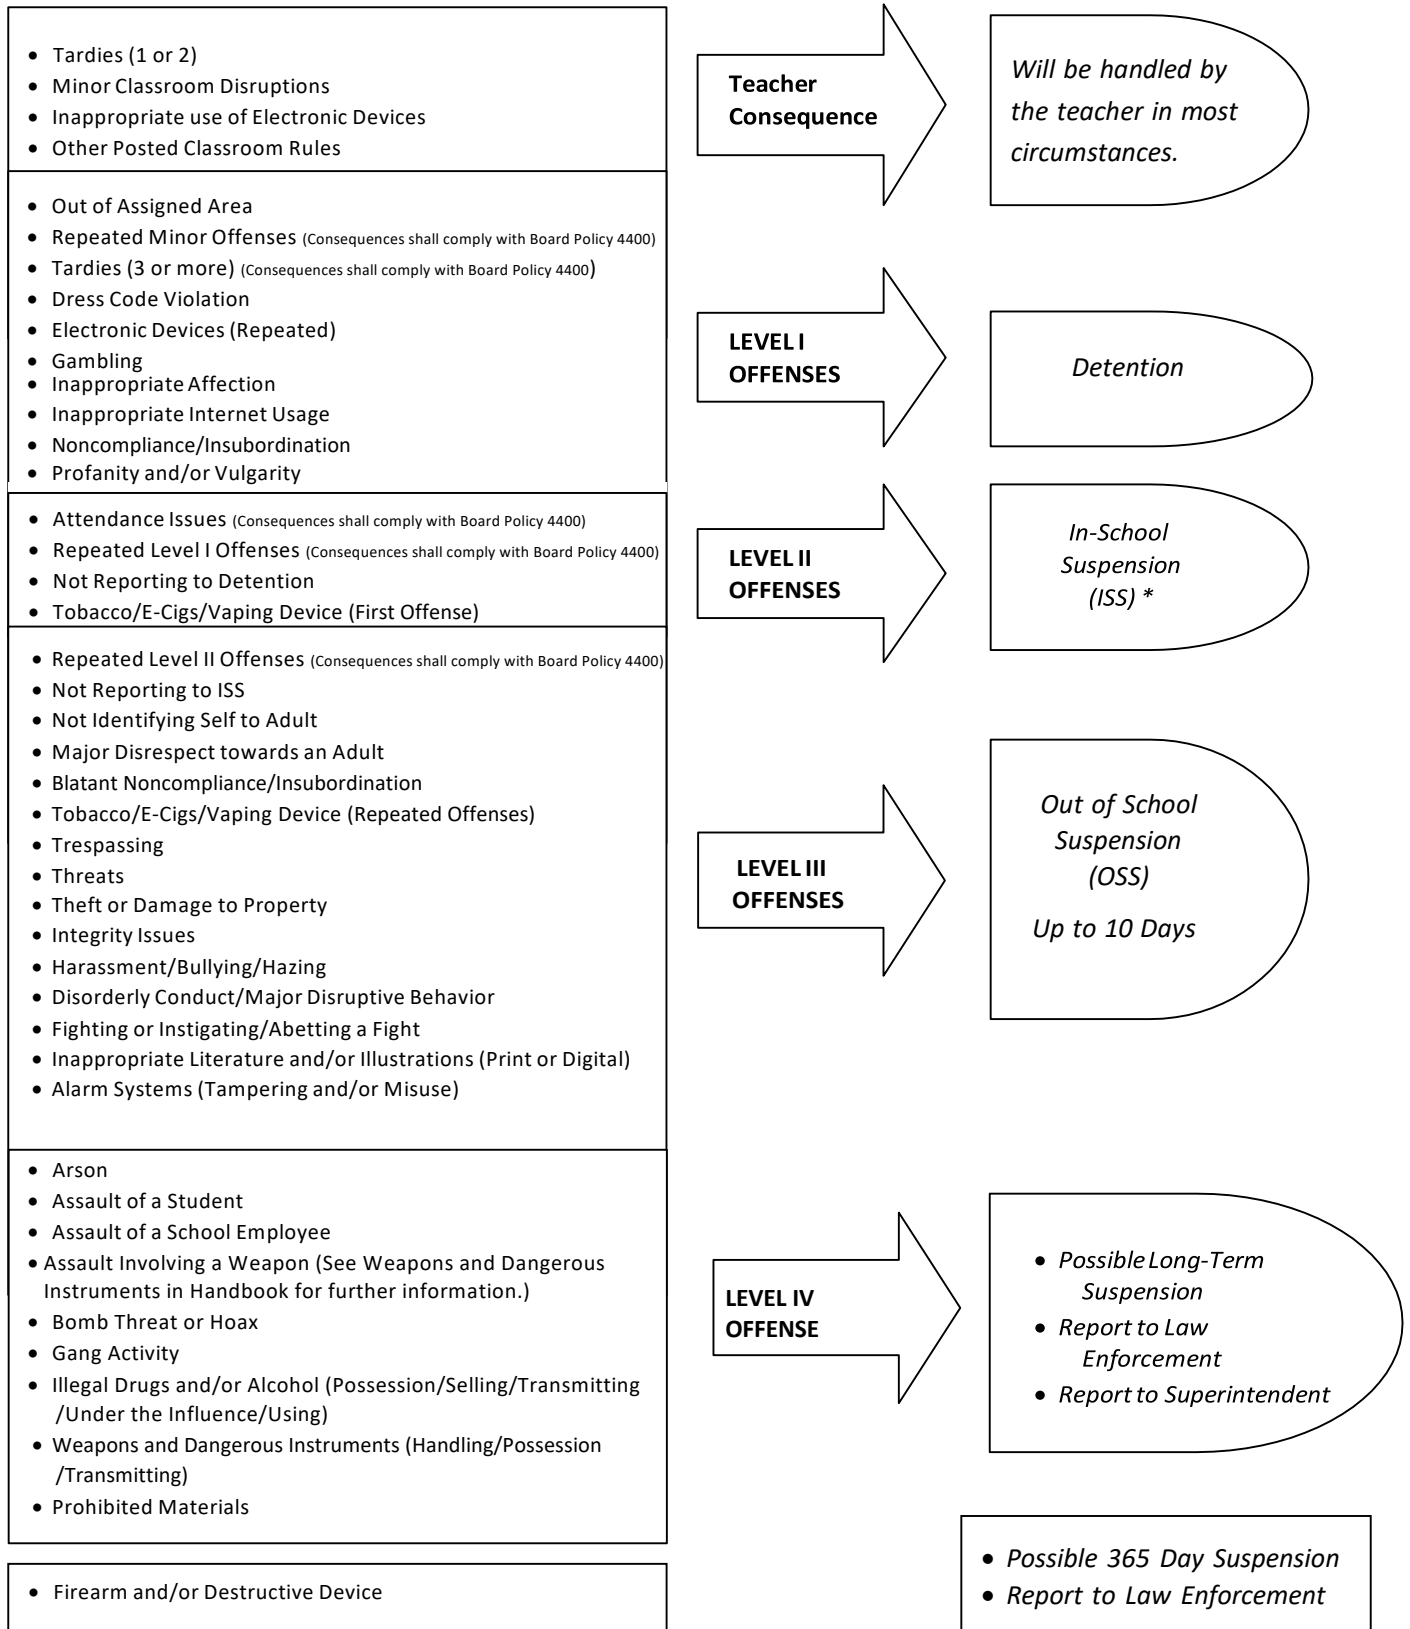 • Tardies (1 or 2)
• Minor Classroom Disruptions
• Inappropriate use of Electronic Devices
• Other Posted Classroom Rules
Teacher
Consequence
Will be handled by
the teacher in most
circumstances.
• Out of Assigned Area
• Repeated Minor Offenses (Consequences shall comply with Board Policy 4400)
• Tardies (3 or more) (Consequences shall comply with Board Policy 4400)
• Dress Code Violation
• Electronic Devices (Repeated)
• Gambling
• Inappropriate Affection
• Inappropriate Internet Usage
• Noncompliance/Insubordination
• Profanity and/or Vulgarity
LEVEL I
OFFENSES
Detention
• Attendance Issues (Consequences shall comply with Board Policy 4400)
• Repeated Level I Offenses (Consequences shall comply with Board Policy 4400)
• Not Reporting to Detention
• Tobacco/E-Cigs/Vaping Device (First Offense)
LEVEL II
OFFENSES
In-School
Suspension
(ISS) *
• Repeated Level II Offenses (Consequences shall comply with Board Policy 4400)
• Not Reporting to ISS
• Not Identifying Self to Adult
• Major Disrespect towards an Adult
• Blatant Noncompliance/Insubordination
• Tobacco/E-Cigs/Vaping Device (Repeated Offenses)
• Trespassing
• Threats
• Theft or Damage to Property
• Integrity Issues
• Harassment/Bullying/Hazing
• Disorderly Conduct/Major Disruptive Behavior
• Fighting or Instigating/Abetting a Fight
• Inappropriate Literature and/or Illustrations (Print or Digital)
• Alarm Systems (Tampering and/or Misuse)
LEVEL III
OFFENSES
Out of School
Suspension
(OSS)
Up to 10 Days
• Arson
• Assault of a Student
• Assault of a School Employee
• Assault Involving a Weapon (See Weapons and Dangerous
Instruments in Handbook for further information.)
• Bomb Threat or Hoax
• Gang Activity
• Illegal Drugs and/or Alcohol (Possession/Selling/Transmitting
/Under the Influence/Using)
• Weapons and Dangerous Instruments (Handling/Possession
/Transmitting)
• Prohibited Materials
LEVEL IV
OFFENSE
• Possible Long-Term
Suspension
• Report to Law
Enforcement
• Report to Superintendent
• Firearm and/or Destructive Device
• Possible 365 Day Suspension
• Report to Law Enforcement